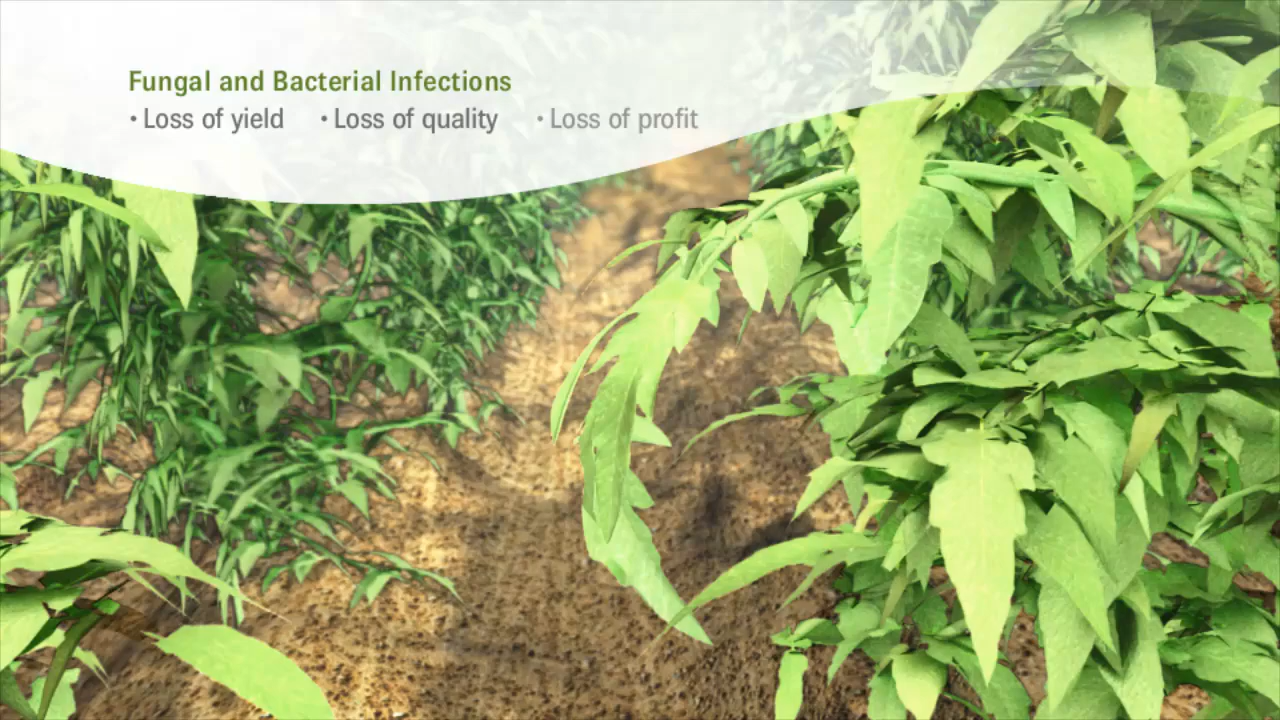 Fungal and Bacterial Infections
• Loss of yield • Loss of quality • Loss of profit